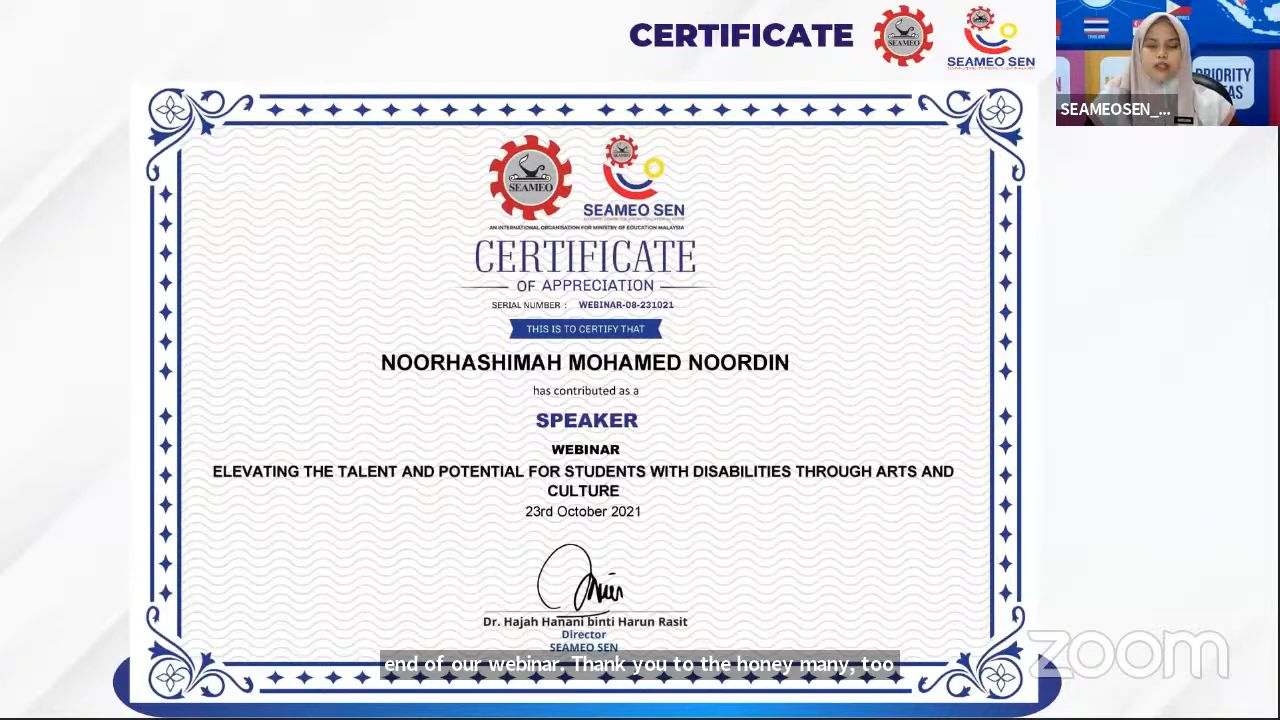 CERTIFICATE
SEAMEO
SEAMEO SEN
THAILAND
PRIORITY
SEAMEOSEN_...
SEAMEO
SEAMEO SEN
AN INTERNATIONAL ORGANISATION FOR MINISTRY OF EDUCATION MALAYSIA
CERTIFICATE
OF APPRECIATION
SERIAL NUMBER : WEBINAR-08-231021
THIS IS TO CERTIFY THAT
NOORHASHIMAH MOHAMED NOORDIN
has contributed as a
SPEAKER
WEBINAR
ELEVATING THE TALENT AND POTENTIAL FOR STUDENTS WITH DISABILITIES THROUGH ARTS AND
CULTURE
23rd October 2021
Dr. Hajah Hanani binti Harun Rasit
Director
SEAMEO SEN
end of our webinar. Thank you to the honey many, too
zoom